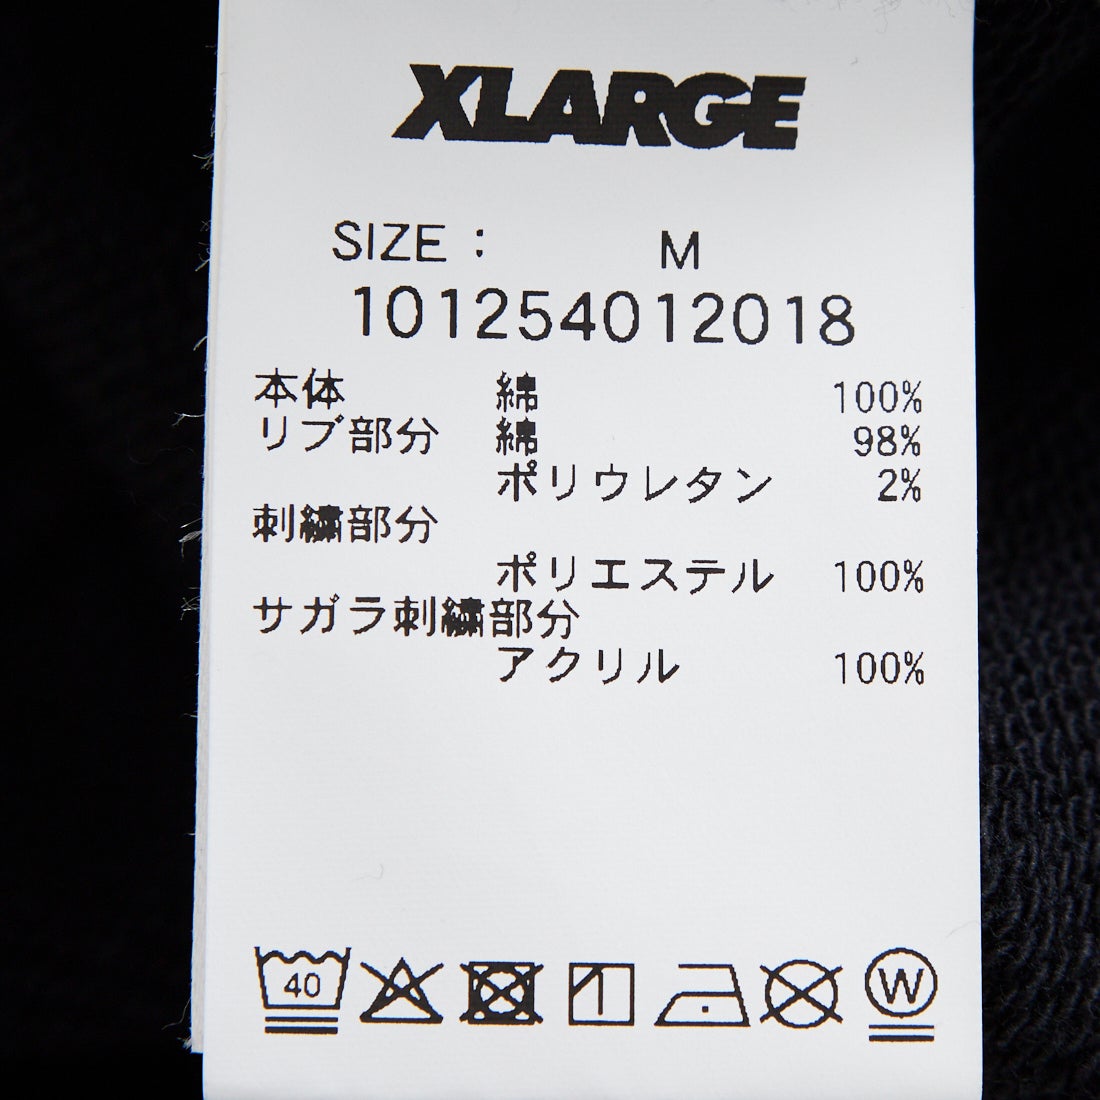 XLARGE
SIZE : M
101254012018
本体 綿 100%
リブ部分 綿 98%
ポリウレタン 2%
刺繍部分
ポリエステル 100%
サガラ刺繍部分
アクリル 100%
40
W